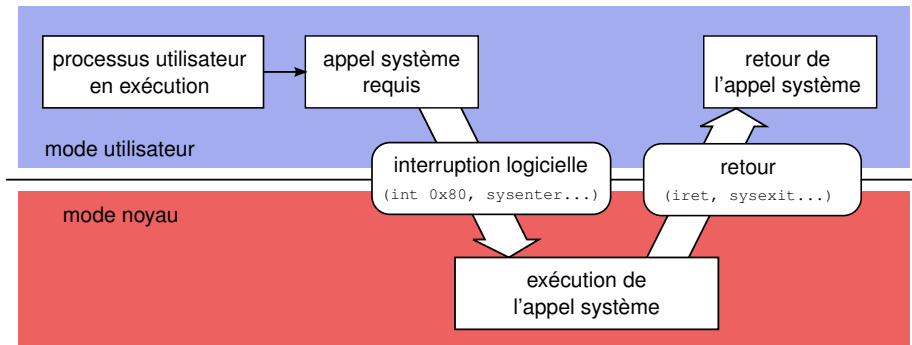 processus utilisateur
en exécution
appel système
requis
retour de
l'appel système
mode utilisateur
interruption logicielle
(int 0x80, sysenter...)
retour
(iret, sysexit...)
mode noyau
exécution de
l'appel système